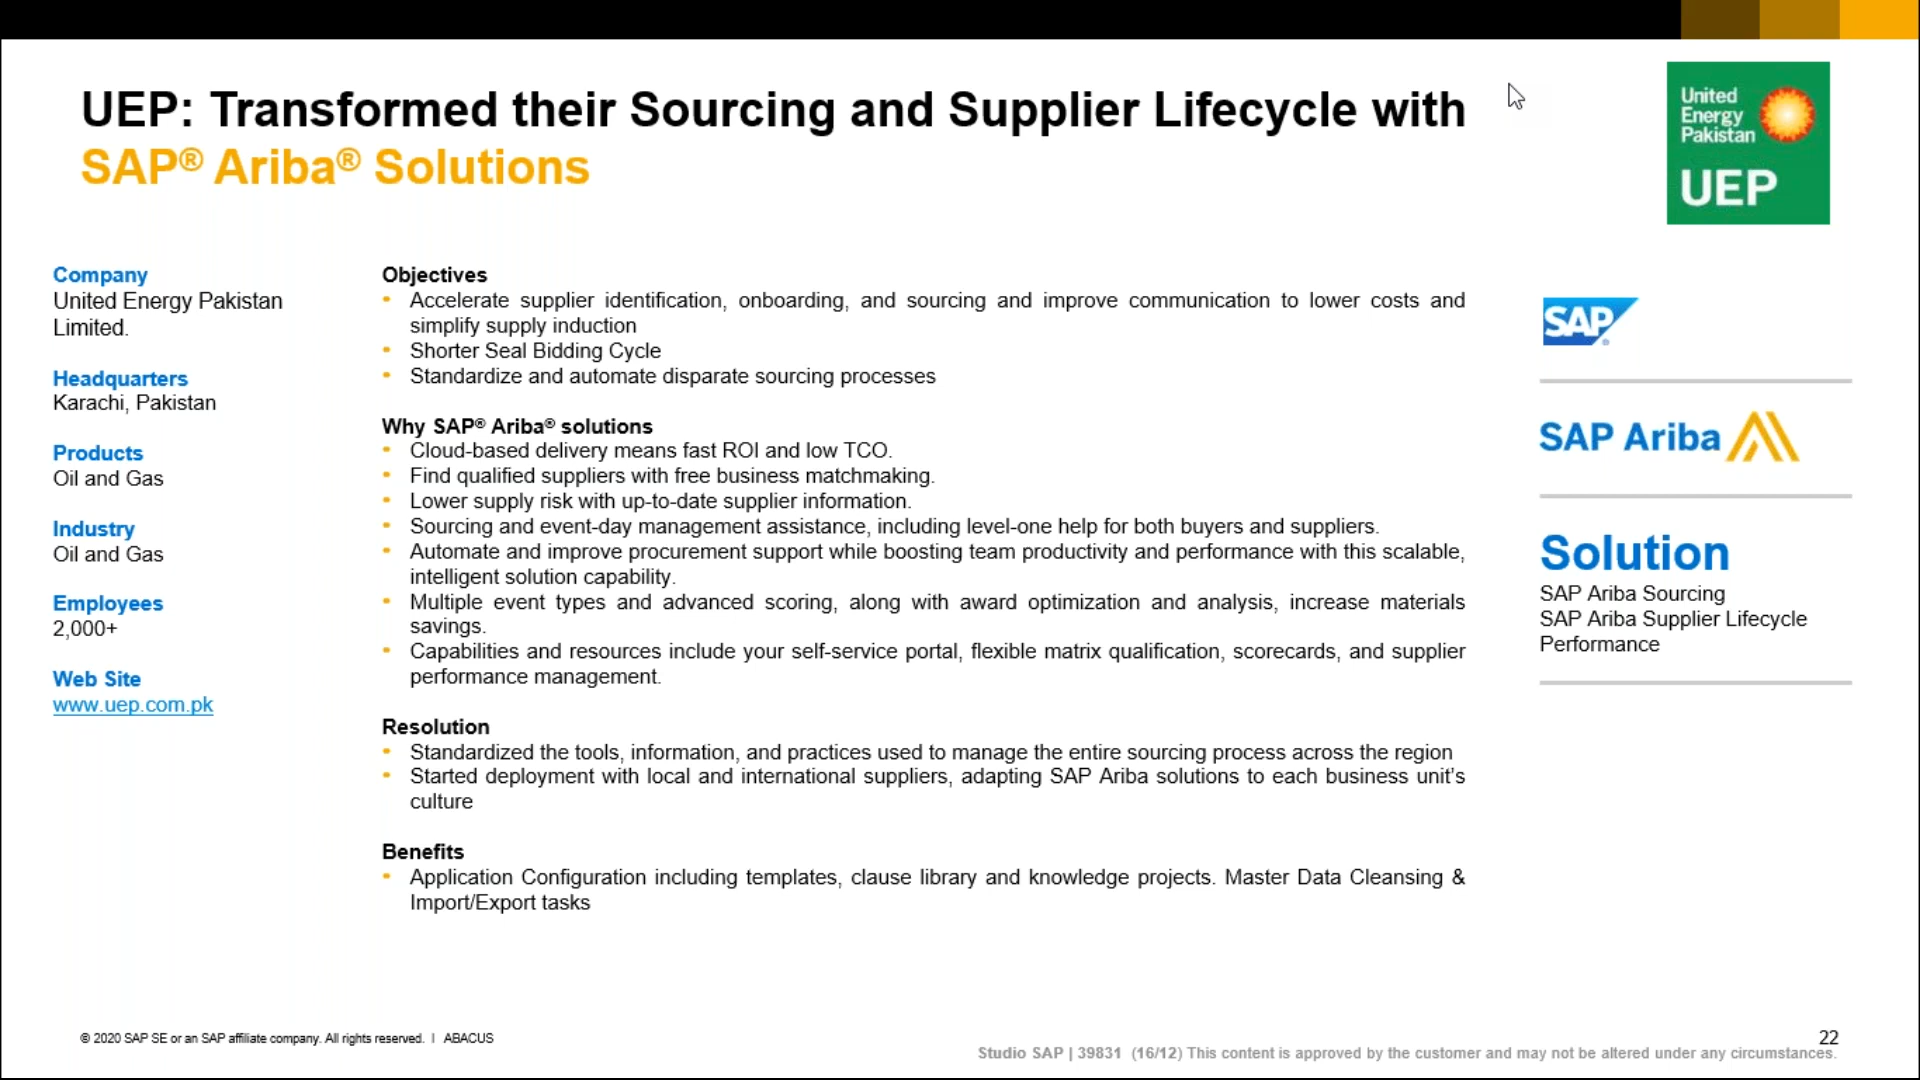 UEP: Transformed their Sourcing and Supplier Lifecycle with
SAP® Ariba® Solutions
United
Energy
Pakistan
UEP
Company
United Energy Pakistan
Limited.
Headquarters
Karachi, Pakistan
Products
Oil and Gas
Industry
Oil and Gas
Employees
2,000+
Web Site
www.uep.com.pk
Objectives
• Accelerate supplier identification, onboarding, and sourcing and improve communication to lower costs and
simplify supply induction
• Shorter Seal Bidding Cycle
• Standardize and automate disparate sourcing processes
Why SAP® Ariba® solutions
• Cloud-based delivery means fast ROI and low TCO.
• Find qualified suppliers with free business matchmaking.
• Lower supply risk with up-to-date supplier information.
• Sourcing and event-day management assistance, including level-one help for both buyers and suppliers.
• Automate and improve procurement support while boosting team productivity and performance with this scalable,
intelligent solution capability.
• Multiple event types and advanced scoring, along with award optimization and analysis, increase materials
savings.
• Capabilities and resources include your self-service portal, flexible matrix qualification, scorecards, and supplier
performance management.
Resolution
• Standardized the tools, information, and practices used to manage the entire sourcing process across the region
• Started deployment with local and international suppliers, adapting SAP Ariba solutions to each business unit's
culture
Benefits
• Application Configuration including templates, clause library and knowledge projects. Master Data Cleansing &
Import/Export tasks
SAP®
SAP Ariba
Solution
SAP Ariba Sourcing
SAP Ariba Supplier Lifecycle
Performance
© 2020 SAP SE or an SAP affiliate company. All rights reserved. I ABACUS
22
Studio SAP | 39831 (16/12) This content is approved by the customer and may not be altered under any circumstances.